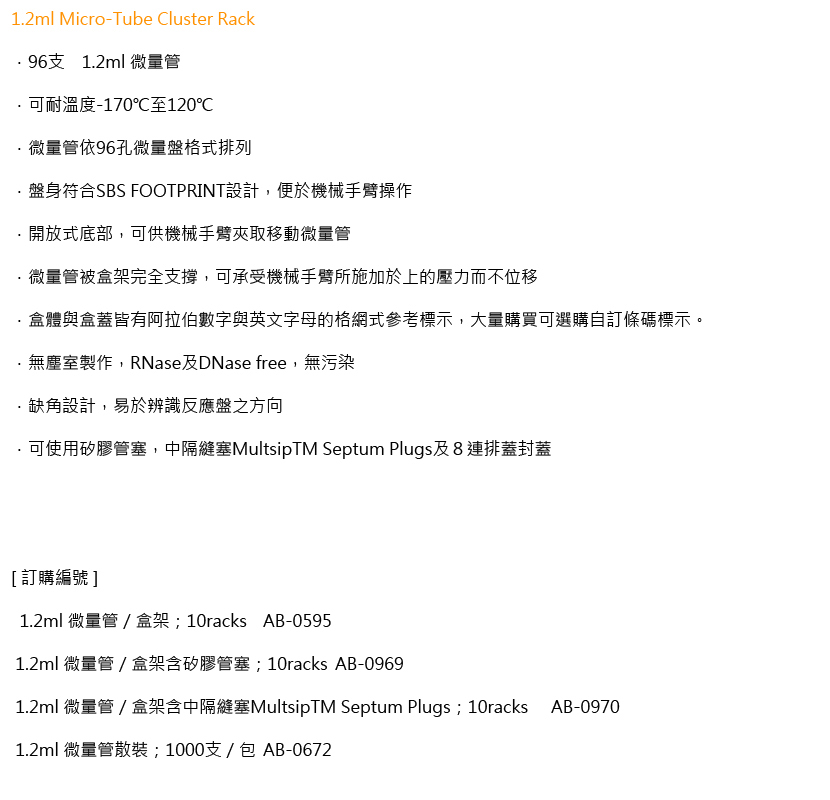 1.2ml Micro-Tube Cluster Rack
．96支　1.2ml 微量管
．可耐溫度-170℃至120℃
．微量管依96孔微量盤格式排列
．盤身符合SBS FOOTPRINT設計，便於機械手臂操作
．開放式底部，可供機械手臂夾取移動微量管
．微量管被盒架完全支撐，可承受機械手臂所施加於上的壓力而不位移
．盒體與盒蓋皆有阿拉伯數字與英文字母的格網式參考標示，大量購買可選購自訂條碼標示。
．無塵室製作，RNase及DNase free，無污染
．缺角設計，易於辨識反應盤之方向
．可使用矽膠管塞，中隔縫塞MultsipTM Septum Plugs及８連排蓋封蓋
[ 訂購編號 ]
1.2ml 微量管 / 盒架；10racks　AB-0595
1.2ml 微量管 / 盒架含矽膠管塞；10racks  AB-0969
1.2ml 微量管 / 盒架含中隔縫塞MultsipTM Septum Plugs；10racks　 AB-0970
1.2ml 微量管散裝；1000支 / 包  AB-0672